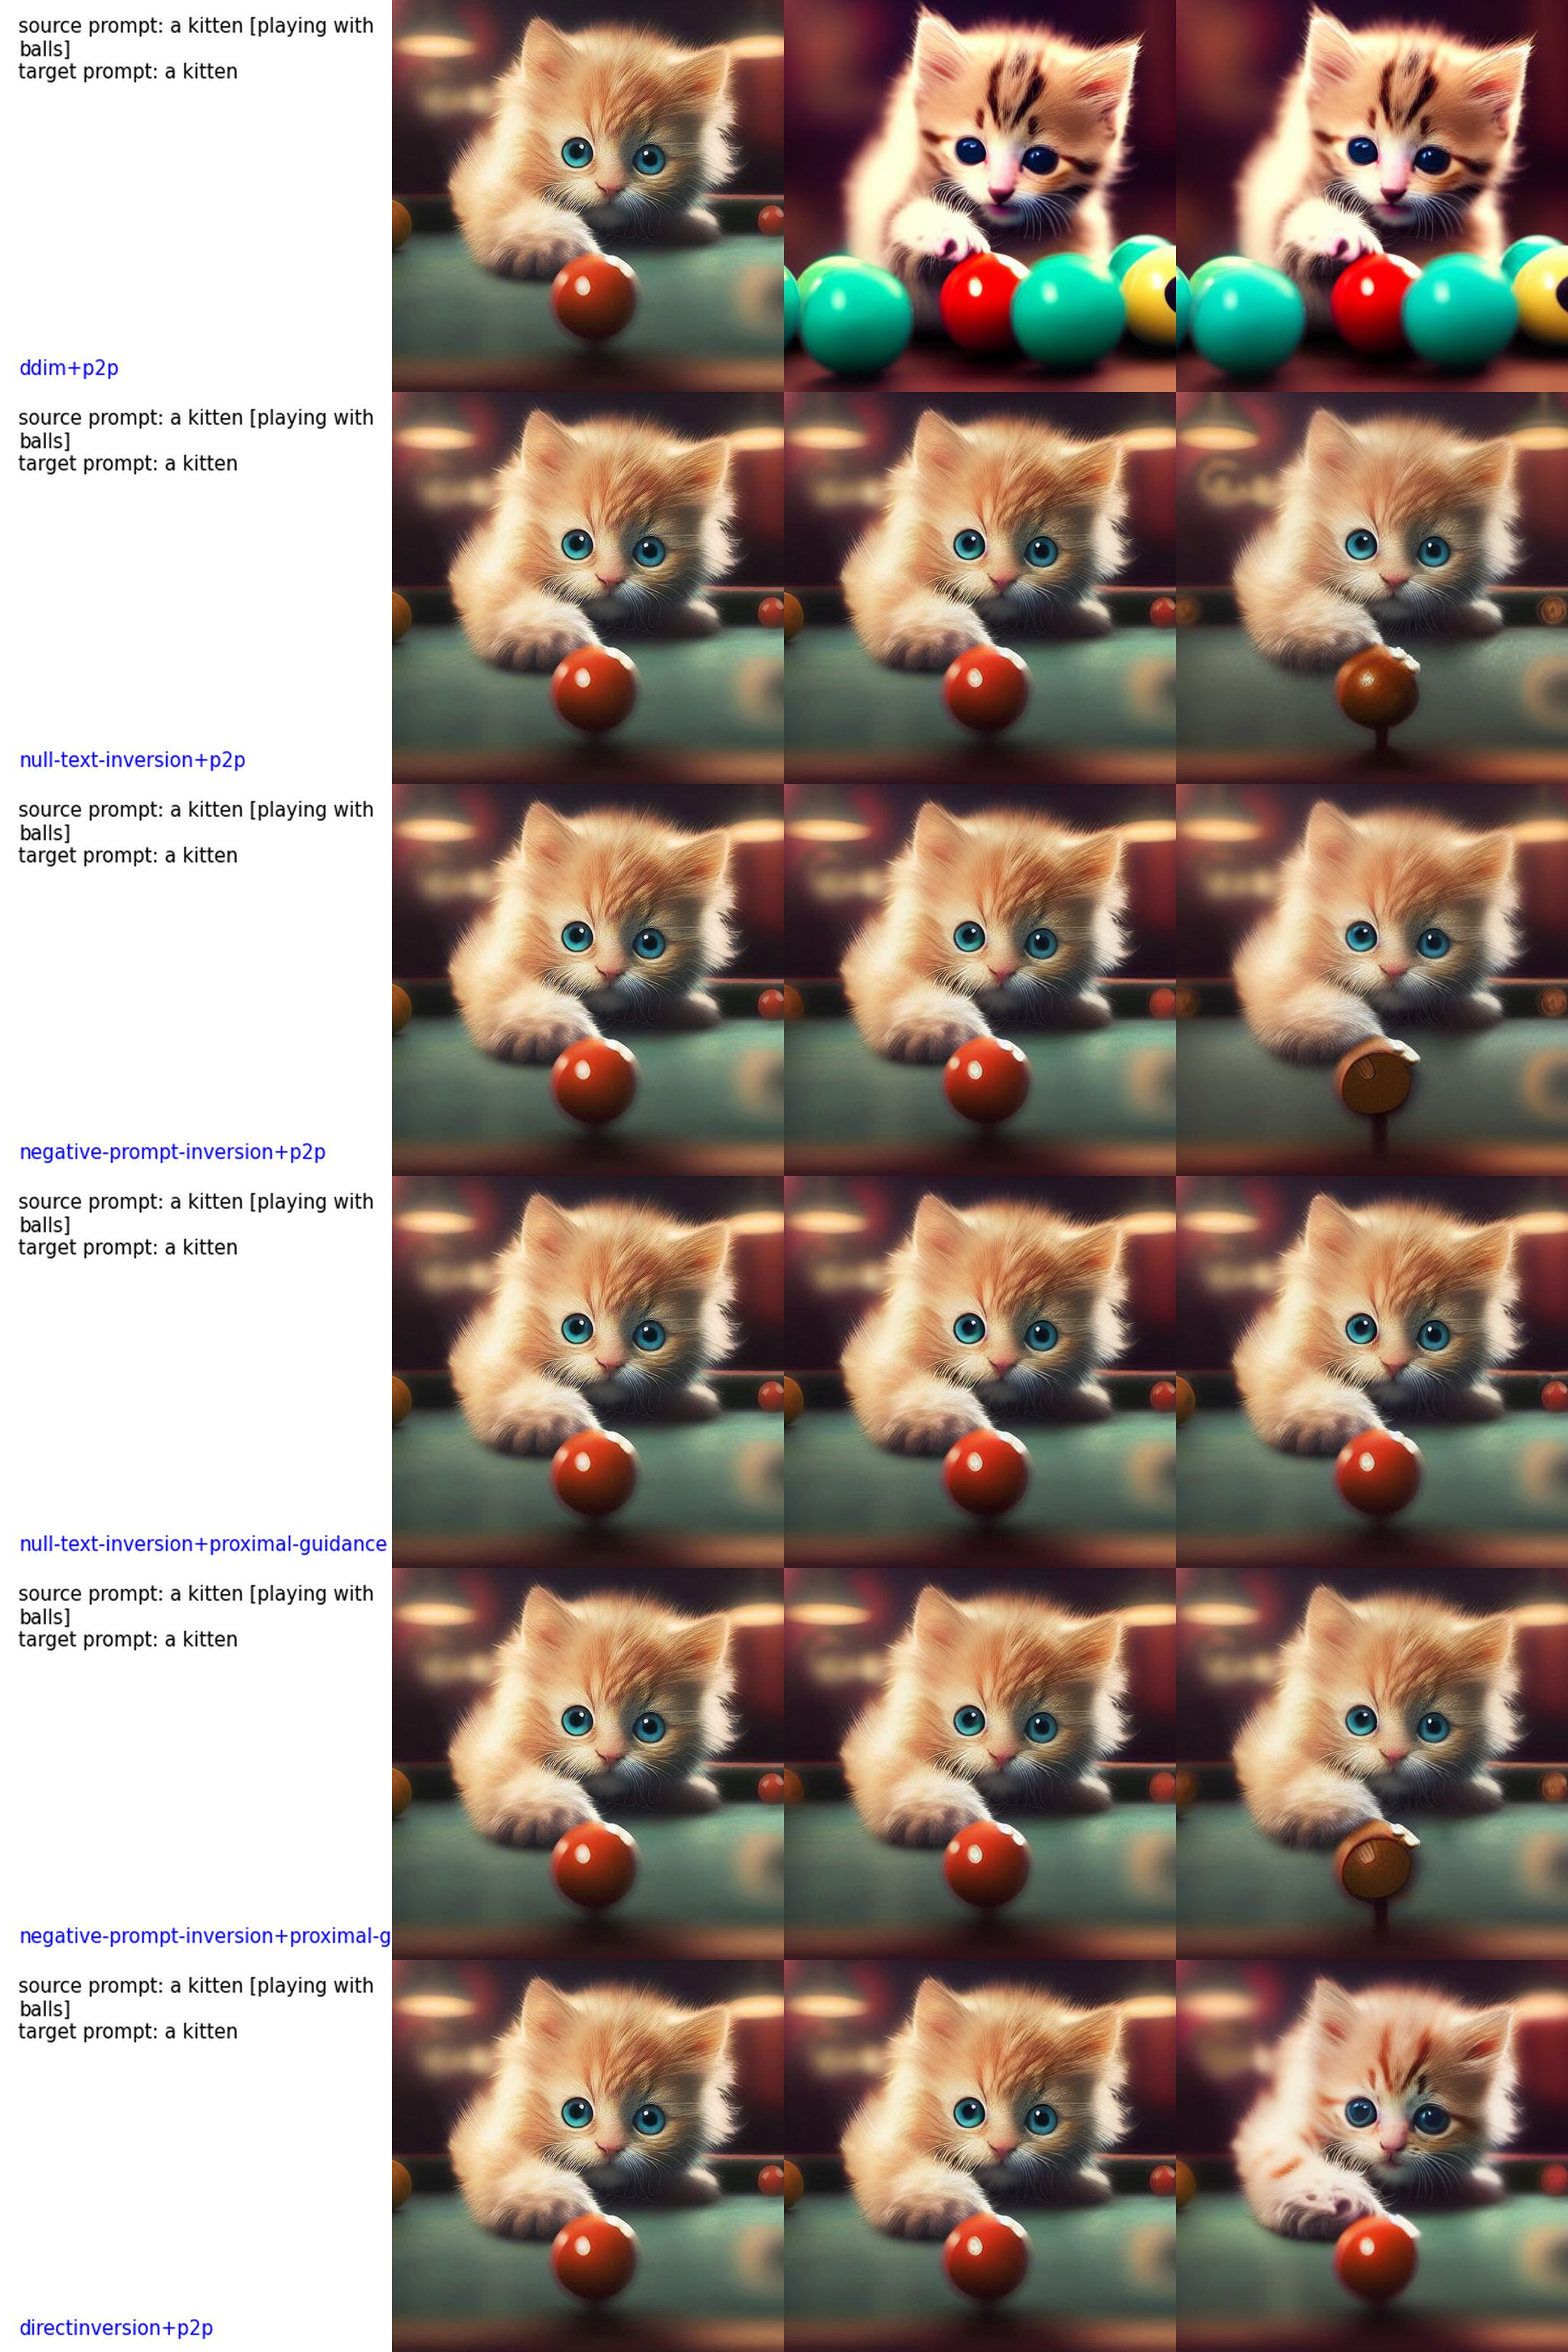 source prompt: a kitten [playing with
balls]
target prompt: a kitten
ddim+p2p
source prompt: a kitten [playing with
balls]
target prompt: a kitten
null-text-inversion+p2p
source prompt: a kitten [playing with
balls]
target prompt: a kitten
negative-prompt-inversion+p2p
source prompt: a kitten [playing with
balls]
target prompt: a kitten
null-text-inversion+proximal-guidance
source prompt: a kitten [playing with
balls]
target prompt: a kitten
negative-prompt-inversion+proximal-g
source prompt: a kitten [playing with
balls]
target prompt: a kitten
directinversion+p2p